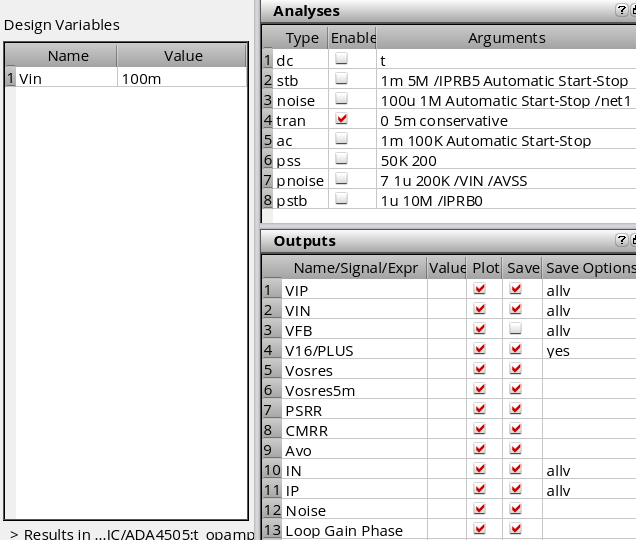 Design Variables
Name Value
1 Vin 100m
> Results in ...IC/ADA4505:t_opamp
Analyses
Type Enable Arguments
1 dc t
2 stb 1m 5M /IPRB5 Automatic Start-Stop
3 noise 100u 1M Automatic Start-Stop /net1
4 tran 0 5m conservative
5 ac 1m 100K Automatic Start-Stop
6 pss 50K 200
7 pnoise 7 1u 200K /VIN /AVSS
8 pstb 1u 10M /IPRB0
Outputs
Name/Signal/Expr Value Plot Save Save Options
1 VIP allv
2 VIN allv
3 VFB allv
4 V16/PLUS yes
5 Vosres
6 Vosres5m
7 PSRR
8 CMRR
9 Avo
10 IN allv
11 IP allv
12 Noise
13 Loop Gain Phase